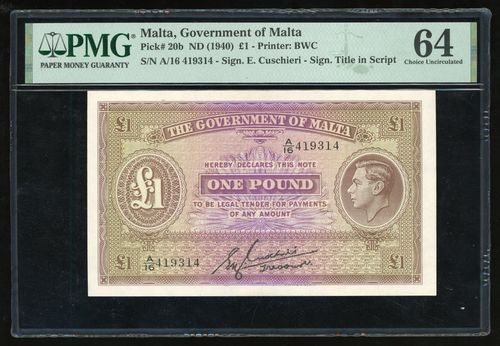 PMG
PAPER MONEY GUARANTY
Malta, Government of Malta
Pick# 20b ND (1940) £1 - Printer: BWC
S/N A/16 419314 - Sign. E. Cuschieri - Sign. Title in Script
64
Choice Uncirculated
£1 £1
THE GOVERNMENT OF MALTA
A/16 419314
HEREBY DECLARES THIS NOTE
£1
ONE POUND
TO BE LEGAL TENDER FOR PAYMENTS
OF ANY AMOUNT
£1 A/16 419314 £1